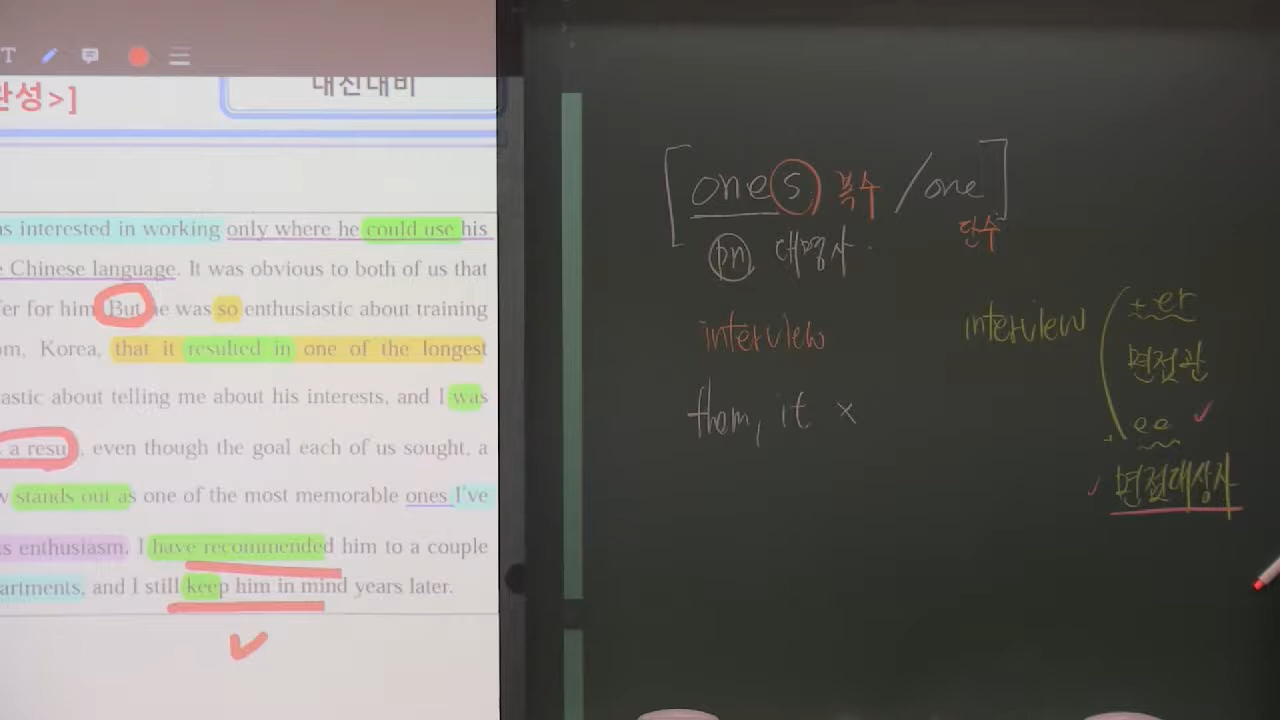 T
완성>]
내신대비
as interested in working only where he could use his
e Chinese language. It was obvious to both of us that
fer for him. But he was so enthusiastic about training
om, Korea, that it resulted in one of the longest
astic about telling me about his interests, and I was
a resu, even though the goal each of us sought, a
w stands out as one of the most memorable ones I've
is enthusiasm. I have recommended him to a couple
artments, and I still keep him in mind years later.
[ones 복수 / one]
단수
pn 대명사.
interview
them, it ×
interview
+er
면접관
ee ✓
✓ 면접대상자